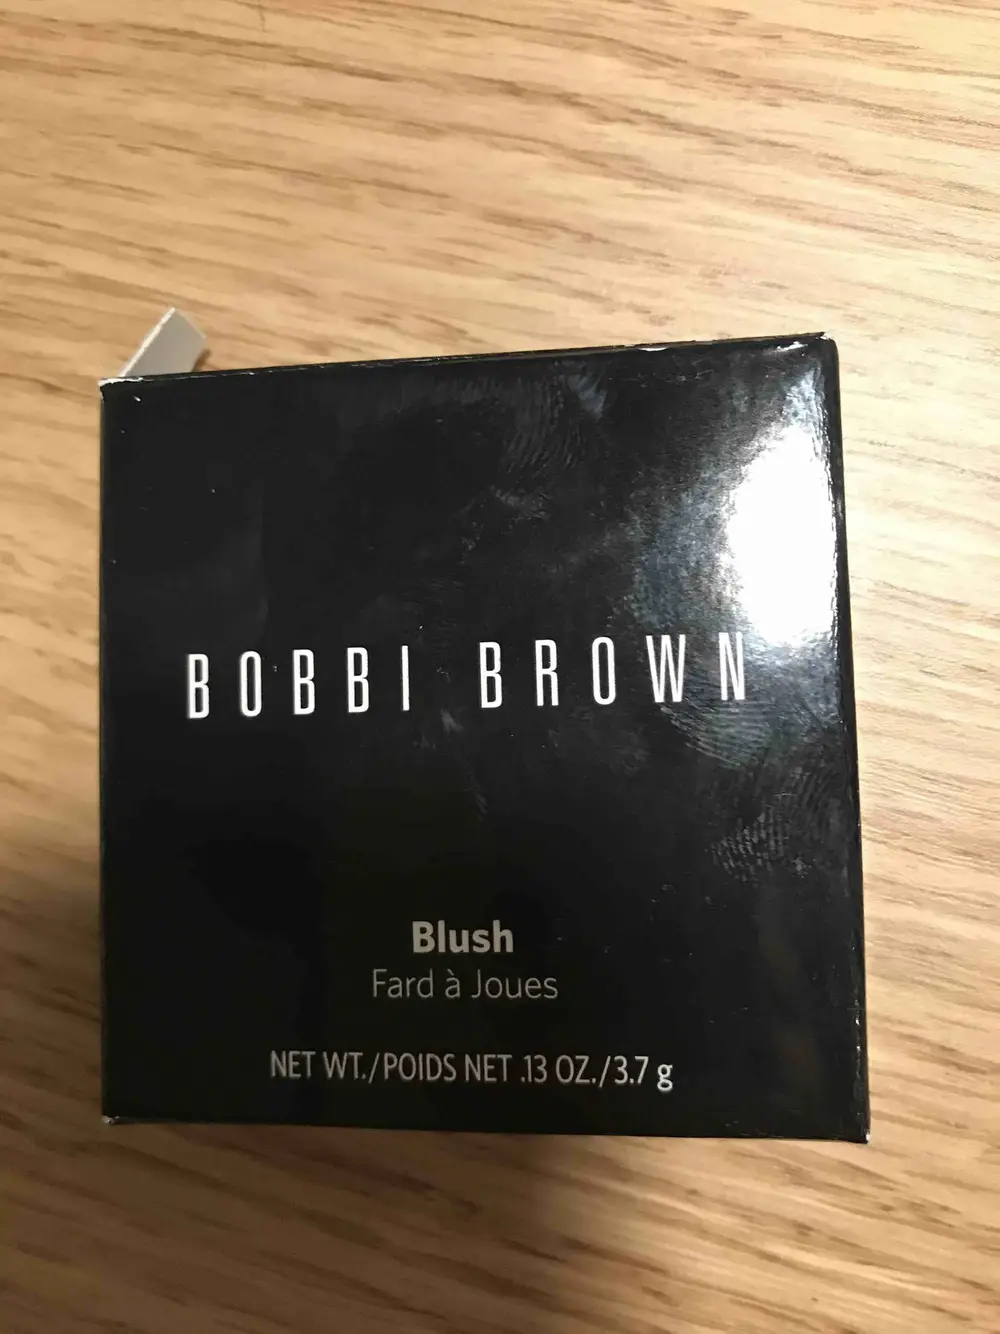 BOBBI BROWN
Blush
Fard à Joues
NET WT./POIDS NET .13 OZ./3.7 g